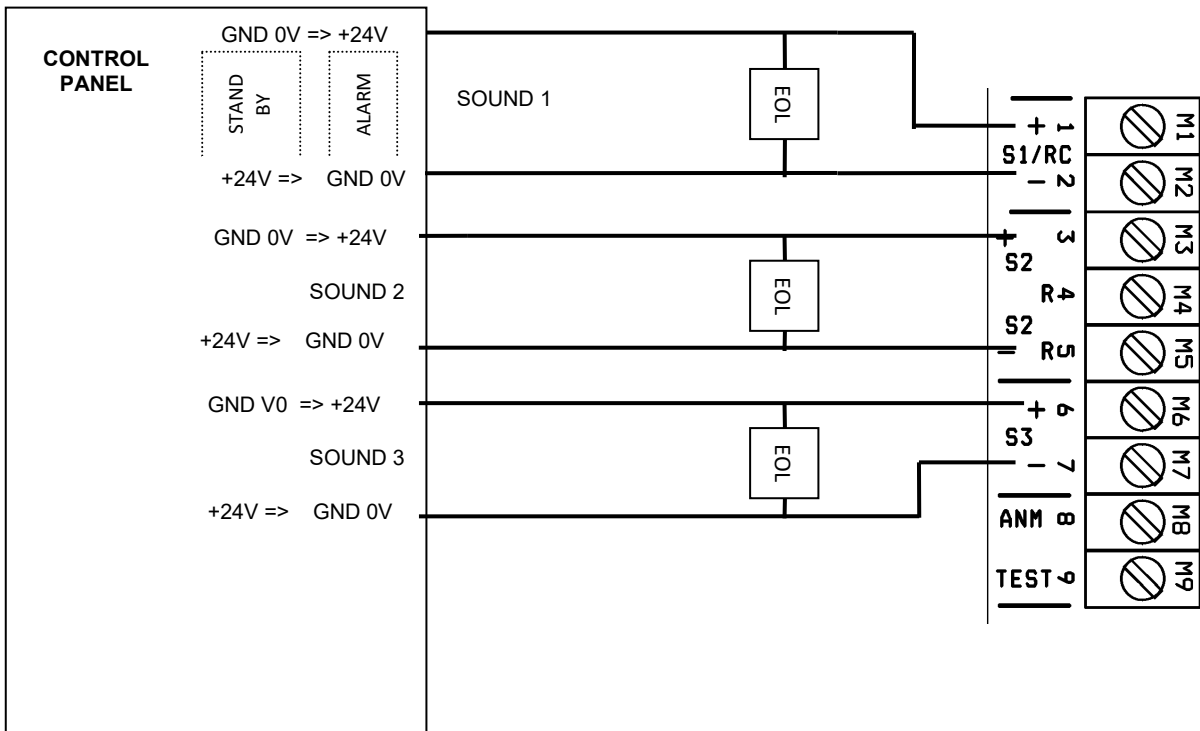 CONTROL
PANEL
GND 0V => +24V
STAND
BY
ALARM
+24V => GND 0V
SOUND 1
EOL
GND 0V => +24V
SOUND 2
+24V => GND 0V
EOL
GND V0 => +24V
SOUND 3
+24V => GND 0V
EOL
+ 1 M1
S1/RC
- 2 M2
+ 3 M3
S2
R 4 M4
S2
- R 5 M5
+ 6 M6
S3
- 7 M7
ANM 8 M8
TEST 9 M9